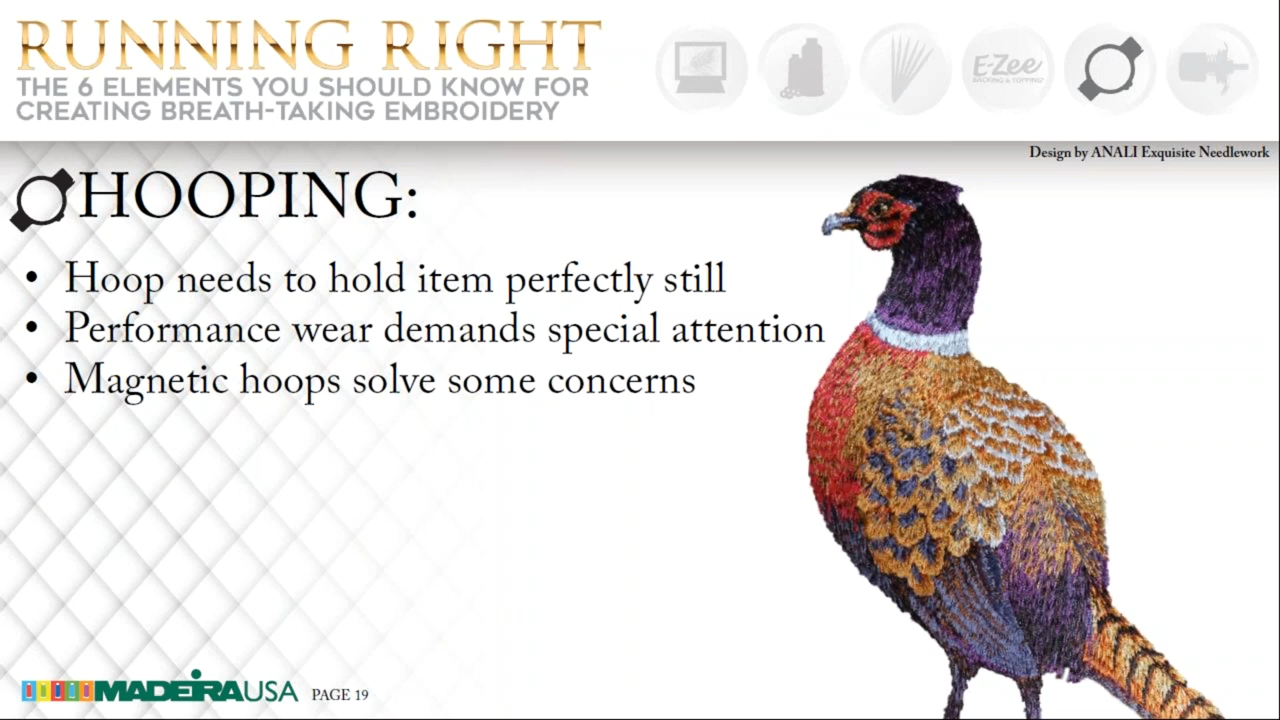 RUNNING RIGHT
THE 6 ELEMENTS YOU SHOULD KNOW FOR
CREATING BREATH-TAKING EMBROIDERY
E-Zee
BACKING & TOPPING
Design by ANALI Exquisite Needlework
HOOPING:
• Hoop needs to hold item perfectly still
• Performance wear demands special attention
• Magnetic hoops solve some concerns
MADEIRAUSA PAGE 19